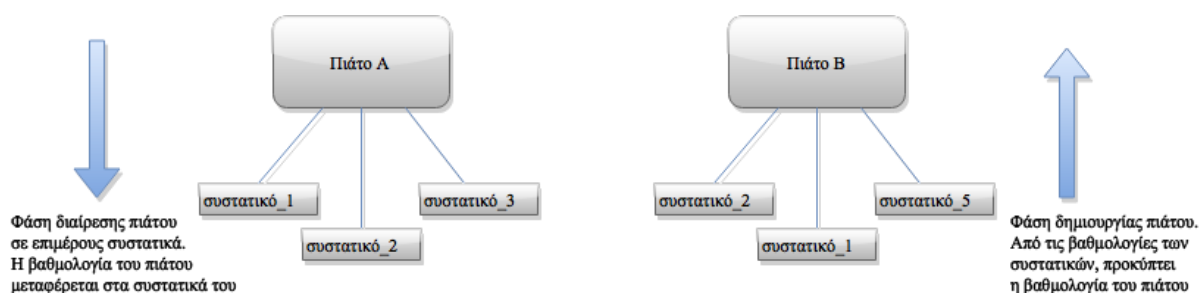 Πιάτο Α
Πιάτο Β
συστατικό_1
συστατικό_3
συστατικό_2
συστατικό_2
συστατικό_5
συστατικό_1
Φάση διαίρεσης πιάτου
σε επιμέρους συστατικά.
Η βαθμολογία του πιάτου
μεταφέρεται στα συστατικά του
Φάση δημιουργίας πιάτου.
Από τις βαθμολογίες των
συστατικών, προκύπτει
η βαθμολογία του πιάτου